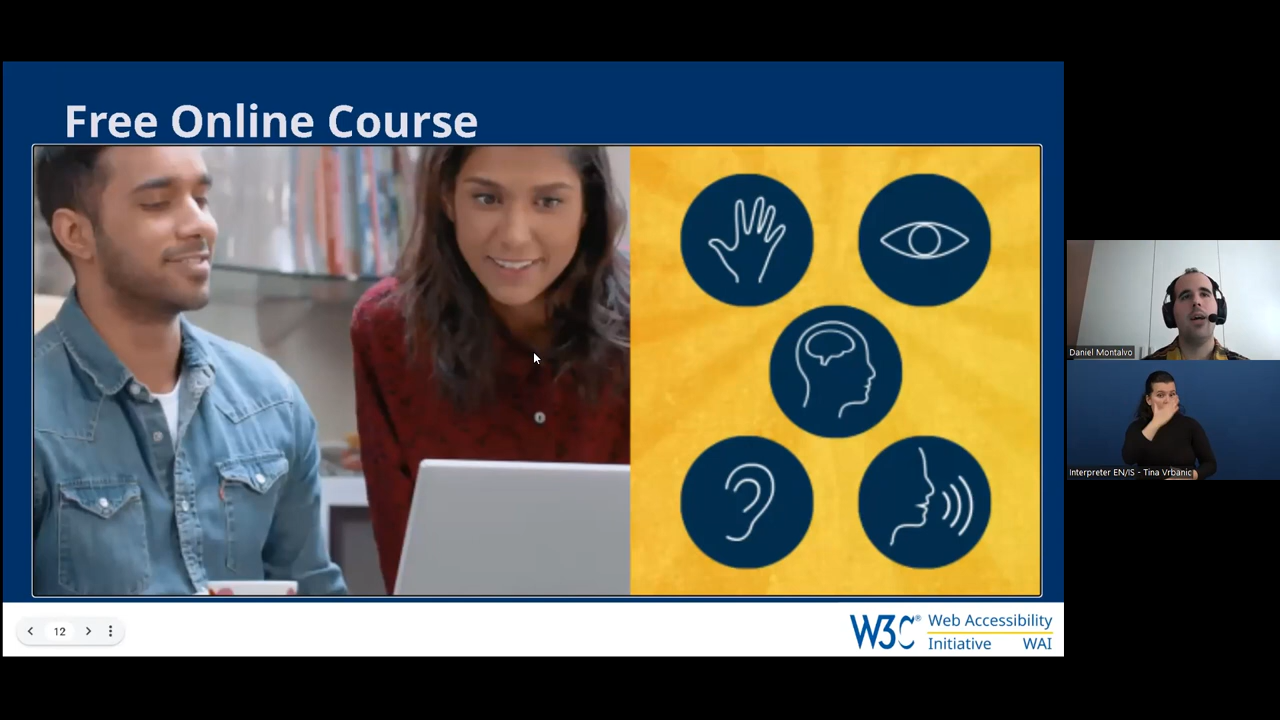 Free Online Course
12
W3C® Web Accessibility
Initiative WAI
Daniel Montalvo
Interpreter EN/IS - Tina Vrbanic